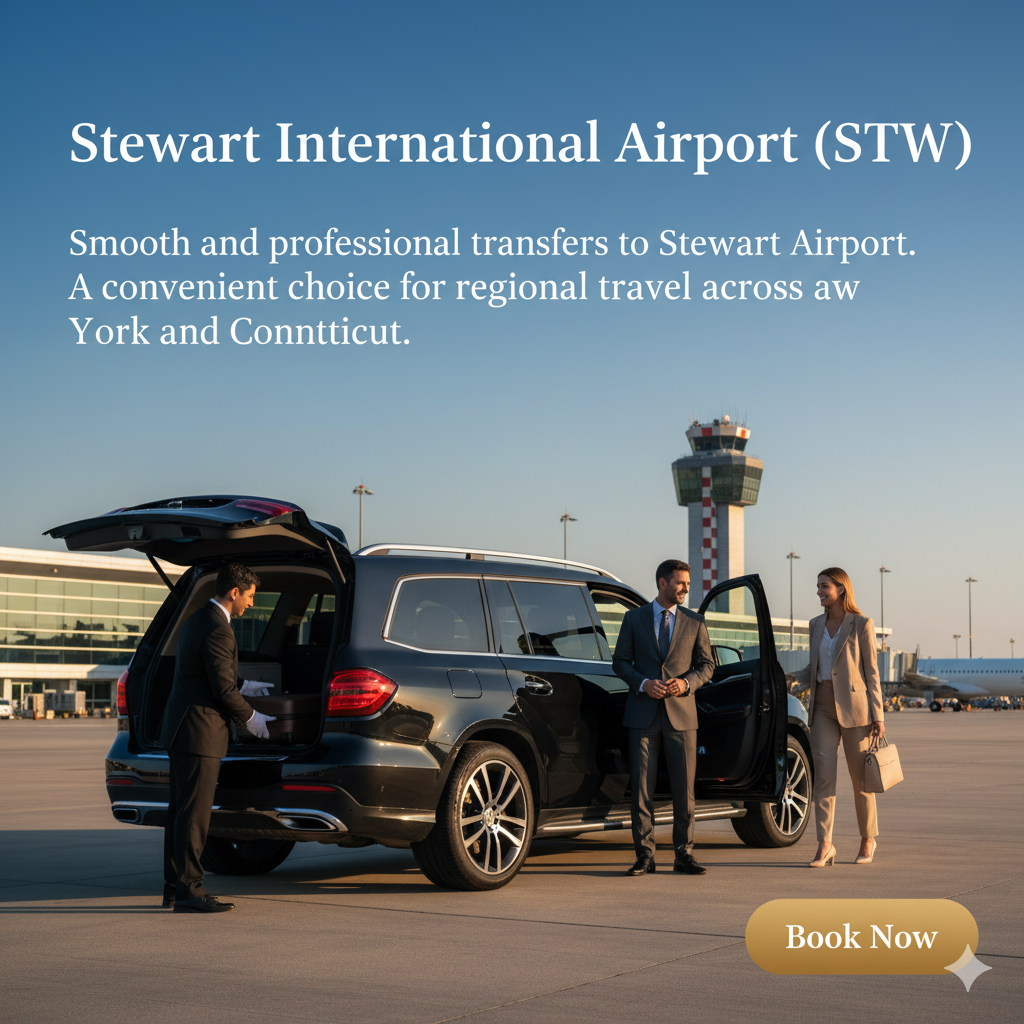 Stewart International Airport (STW)
Smooth and professional transfers to Stewart Airport.
A convenient choice for regional travel across aw
York and Conntticut.
Book Now